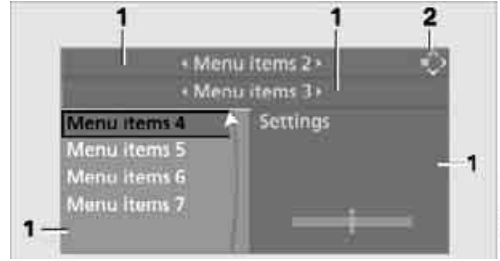 1 1 2
‹ Menu items 2 ›
‹ Menu items 3 ›
Menu items 4 Settings
Menu items 5
Menu items 6
1
Menu items 7
1